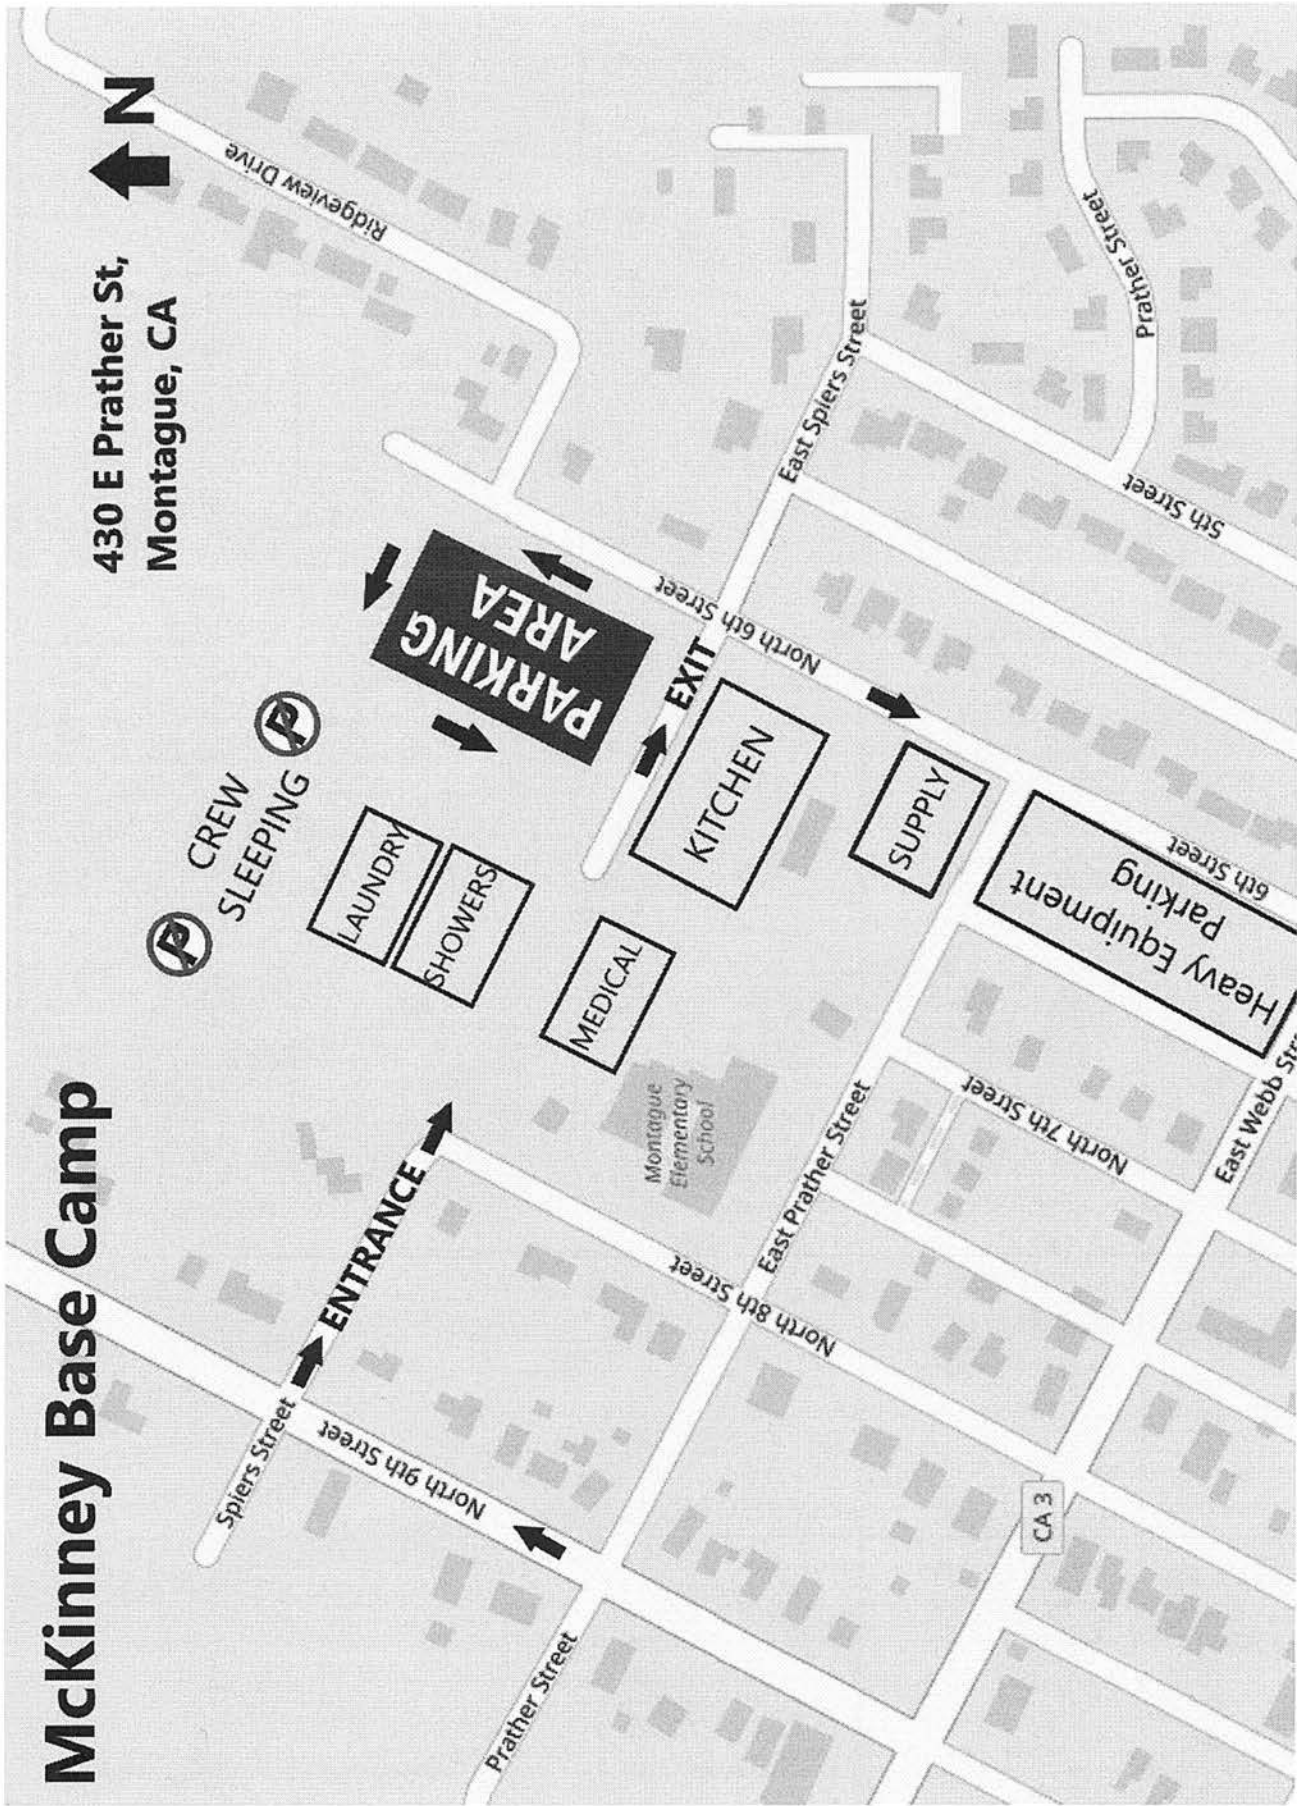 McKinney Base Camp
430 E Prather St,
Montague, CA
N
Ridgeview Drive
CREW
SLEEPING
P
P
LAUNDRY
SHOWERS
PARKING
AREA
MEDICAL
KITCHEN
SUPPLY
Heavy Equipment
Parking
ENTRANCE
EXIT
Spiers Street
North 9th Street
Prather Street
North 8th Street
East Prather Street
Montague
Elementary
School
North 7th Street
East Webb Str
CA 3
North 6th Street
6th Street
East Spiers Street
5th Street
Prather Street
Prather Street